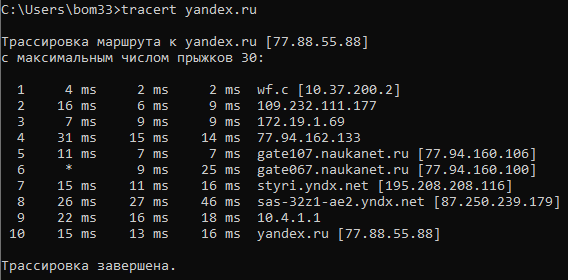 C:\Users\bom33>tracert yandex.ru
Трассировка маршрута к yandex.ru [77.88.55.88]
с максимальным числом прыжков 30:
1 4 ms 2 ms 2 ms wf.c [10.37.200.2]
2 16 ms 6 ms 9 ms 109.232.111.177
3 7 ms 9 ms 9 ms 172.19.1.69
4 31 ms 15 ms 14 ms 77.94.162.133
5 11 ms 7 ms 7 ms gate107.naukanet.ru [77.94.160.106]
6 * 9 ms 25 ms gate067.naukanet.ru [77.94.160.100]
7 15 ms 11 ms 16 ms styri.yndx.net [195.208.208.116]
8 26 ms 27 ms 46 ms sas-32z1-ae2.yndx.net [87.250.239.179]
9 22 ms 16 ms 18 ms 10.4.1.1
10 15 ms 13 ms 16 ms yandex.ru [77.88.55.88]
Трассировка завершена.